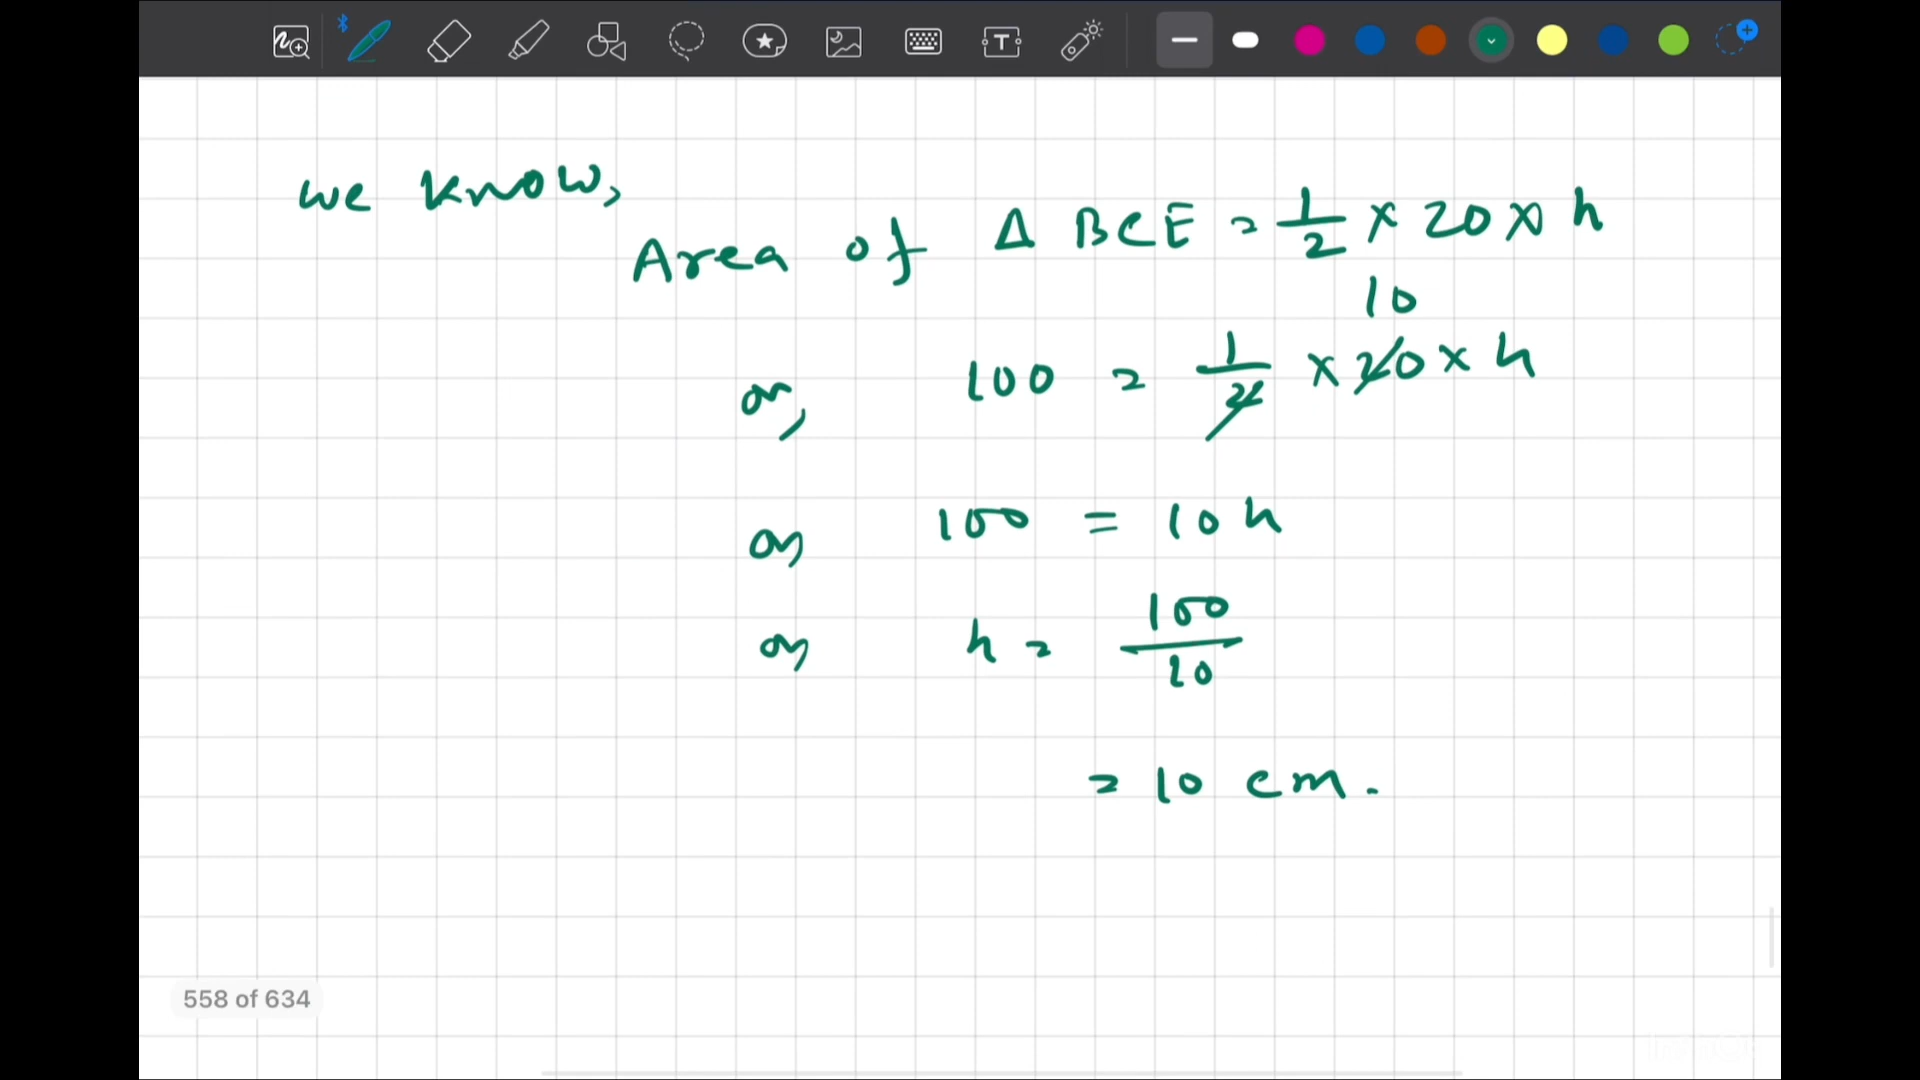 we know,
Area of Δ BCE = 1/2 × 20 × h
10
or, 100 = 1/2 × 20 × h
or 100 = 10 h
or h = 100/10
= 10 cm.
558 of 634